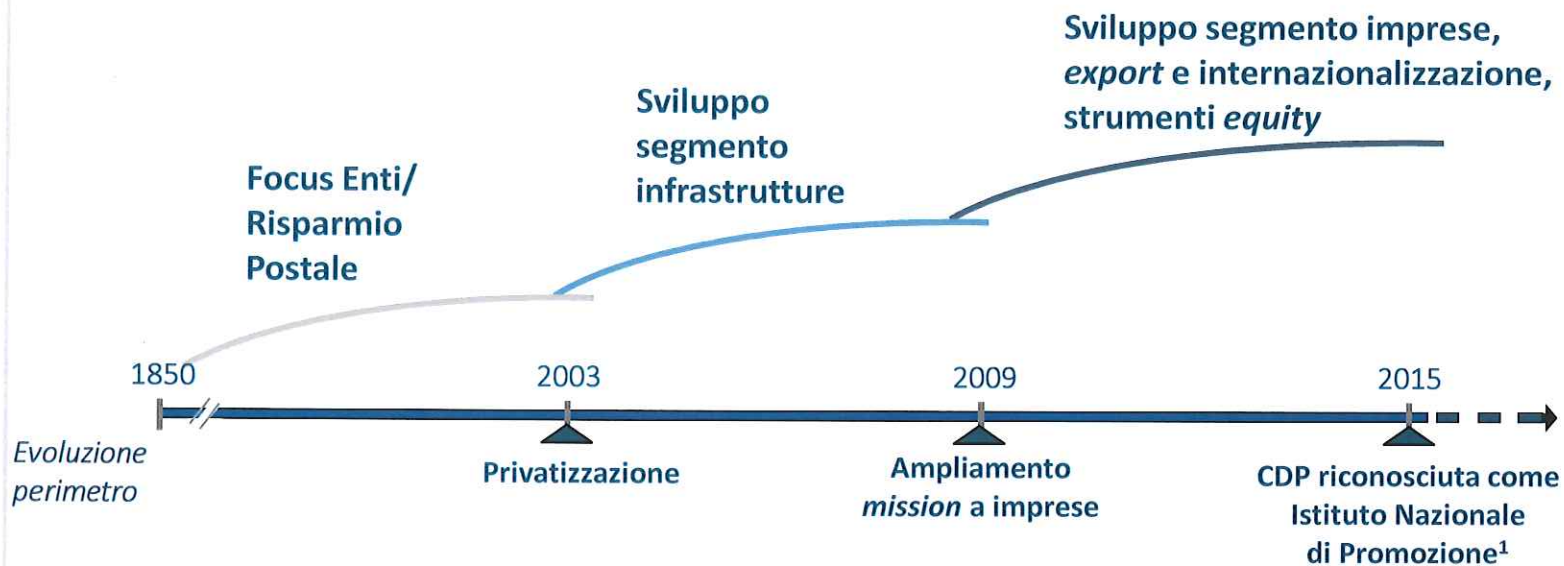 Sviluppo segmento imprese,
export e internazionalizzazione,
strumenti equity
Sviluppo
segmento
infrastrutture
Focus Enti/
Risparmio
Postale
1850
2003
2009
2015
Evoluzione
perimetro
Privatizzazione
Ampliamento
mission a imprese
CDP riconosciuta come
Istituto Nazionale
di Promozione¹